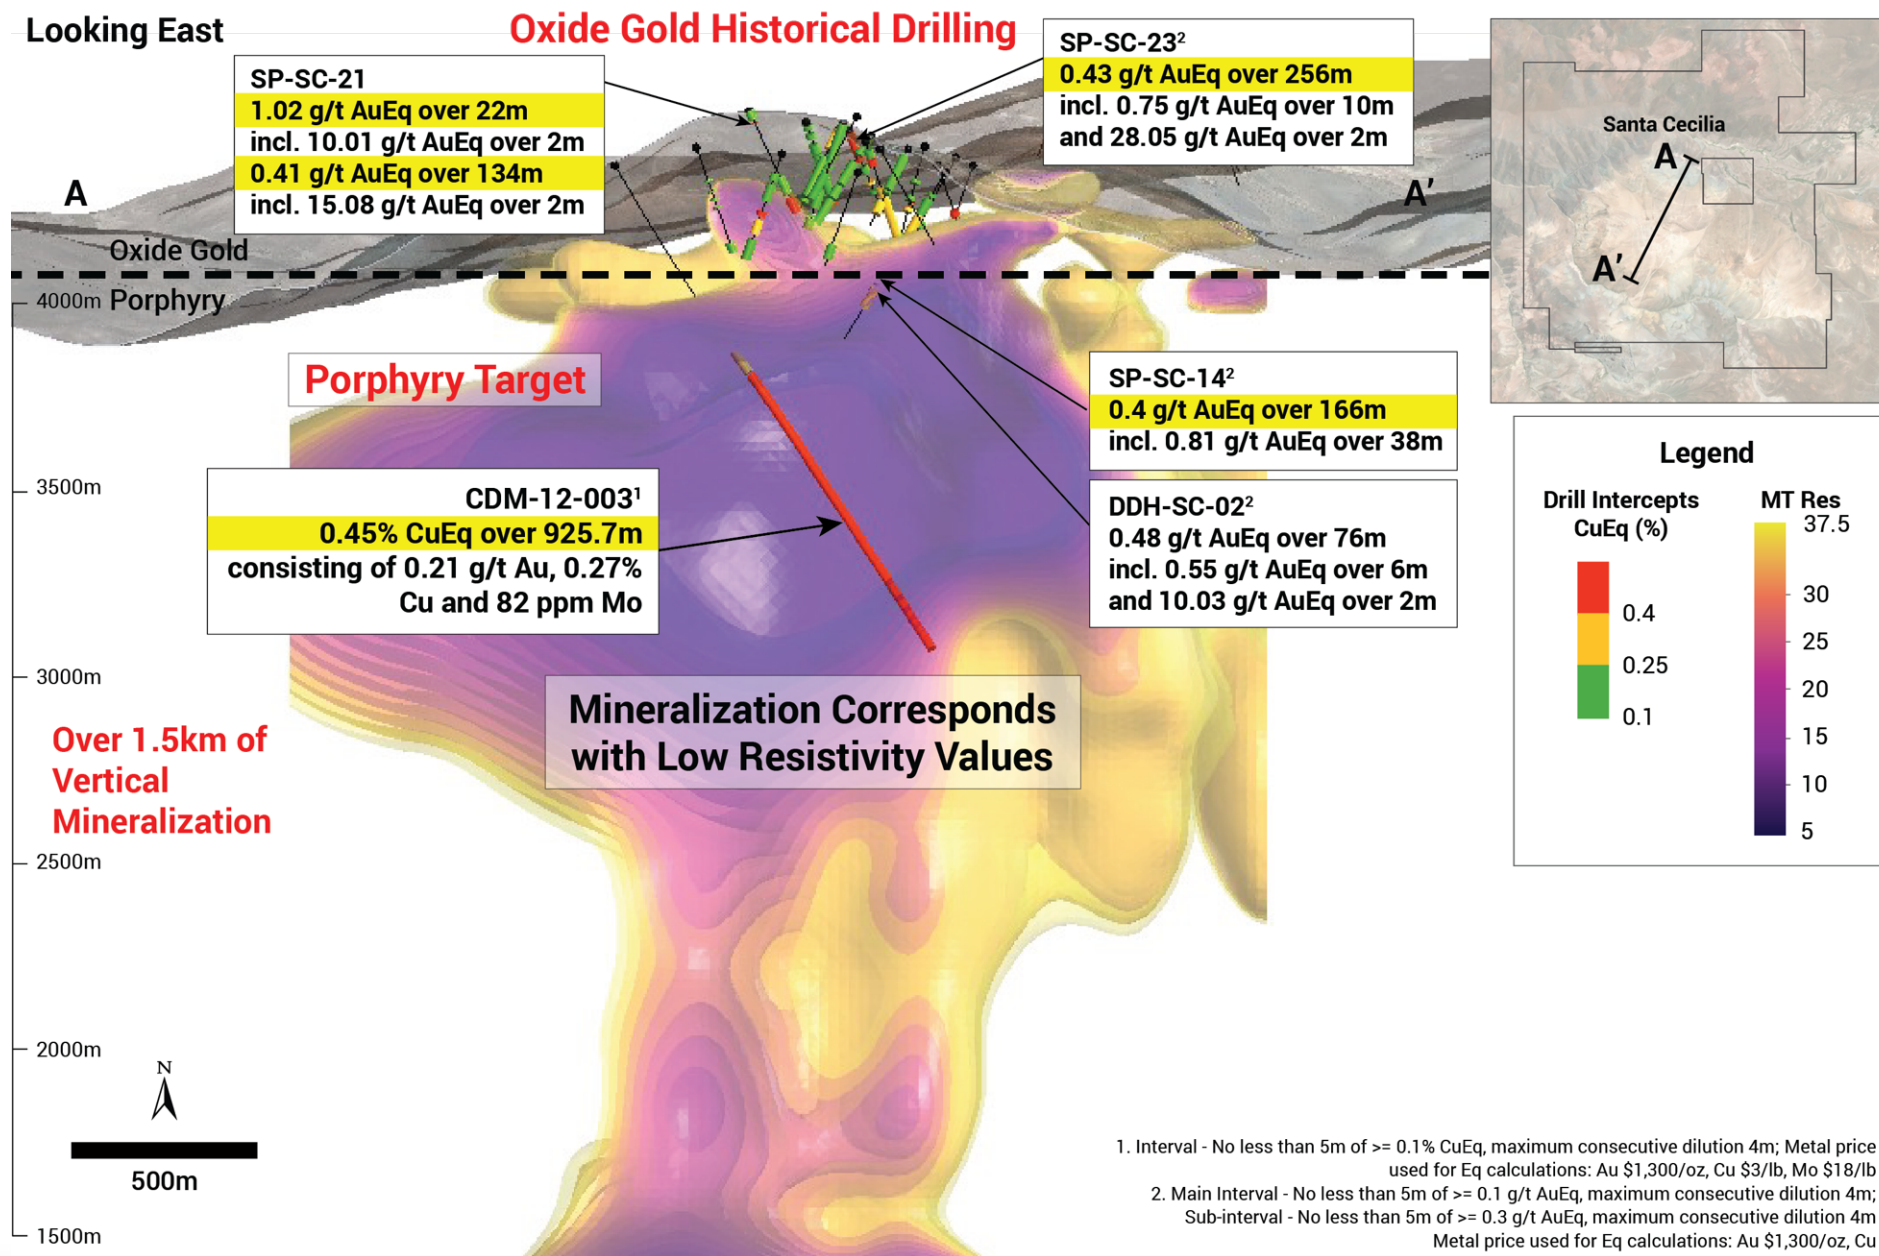 Looking East
Oxide Gold Historical Drilling
SP-SC-21
1.02 g/t AuEq over 22m
incl. 10.01 g/t AuEq over 2m
0.41 g/t AuEq over 134m
incl. 15.08 g/t AuEq over 2m
SP-SC-23²
0.43 g/t AuEq over 256m
incl. 0.75 g/t AuEq over 10m
and 28.05 g/t AuEq over 2m
Santa Cecilia
A
A'
A
A'
Oxide Gold
Porphyry
4000m
3500m
3000m
2500m
2000m
1500m
Porphyry Target
SP-SC-14²
0.4 g/t AuEq over 166m
incl. 0.81 g/t AuEq over 38m
CDM-12-003¹
0.45% CuEq over 925.7m
consisting of 0.21 g/t Au, 0.27%
Cu and 82 ppm Mo
DDH-SC-02²
0.48 g/t AuEq over 76m
incl. 0.55 g/t AuEq over 6m
and 10.03 g/t AuEq over 2m
Mineralization Corresponds
with Low Resistivity Values
Over 1.5km of
Vertical
Mineralization
Legend
Drill Intercepts
CuEq (%)
0.4
0.25
0.1
MT Res
37.5
30
25
20
15
10
5
N
500m
1. Interval - No less than 5m of >= 0.1% CuEq, maximum consecutive dilution 4m; Metal price
used for Eq calculations: Au $1,300/oz, Cu $3/lb, Mo $18/lb
2. Main Interval - No less than 5m of >= 0.1 g/t AuEq, maximum consecutive dilution 4m;
Sub-interval - No less than 5m of >= 0.3 g/t AuEq, maximum consecutive dilution 4m
Metal price used for Eq calculations: Au $1,300/oz, Cu